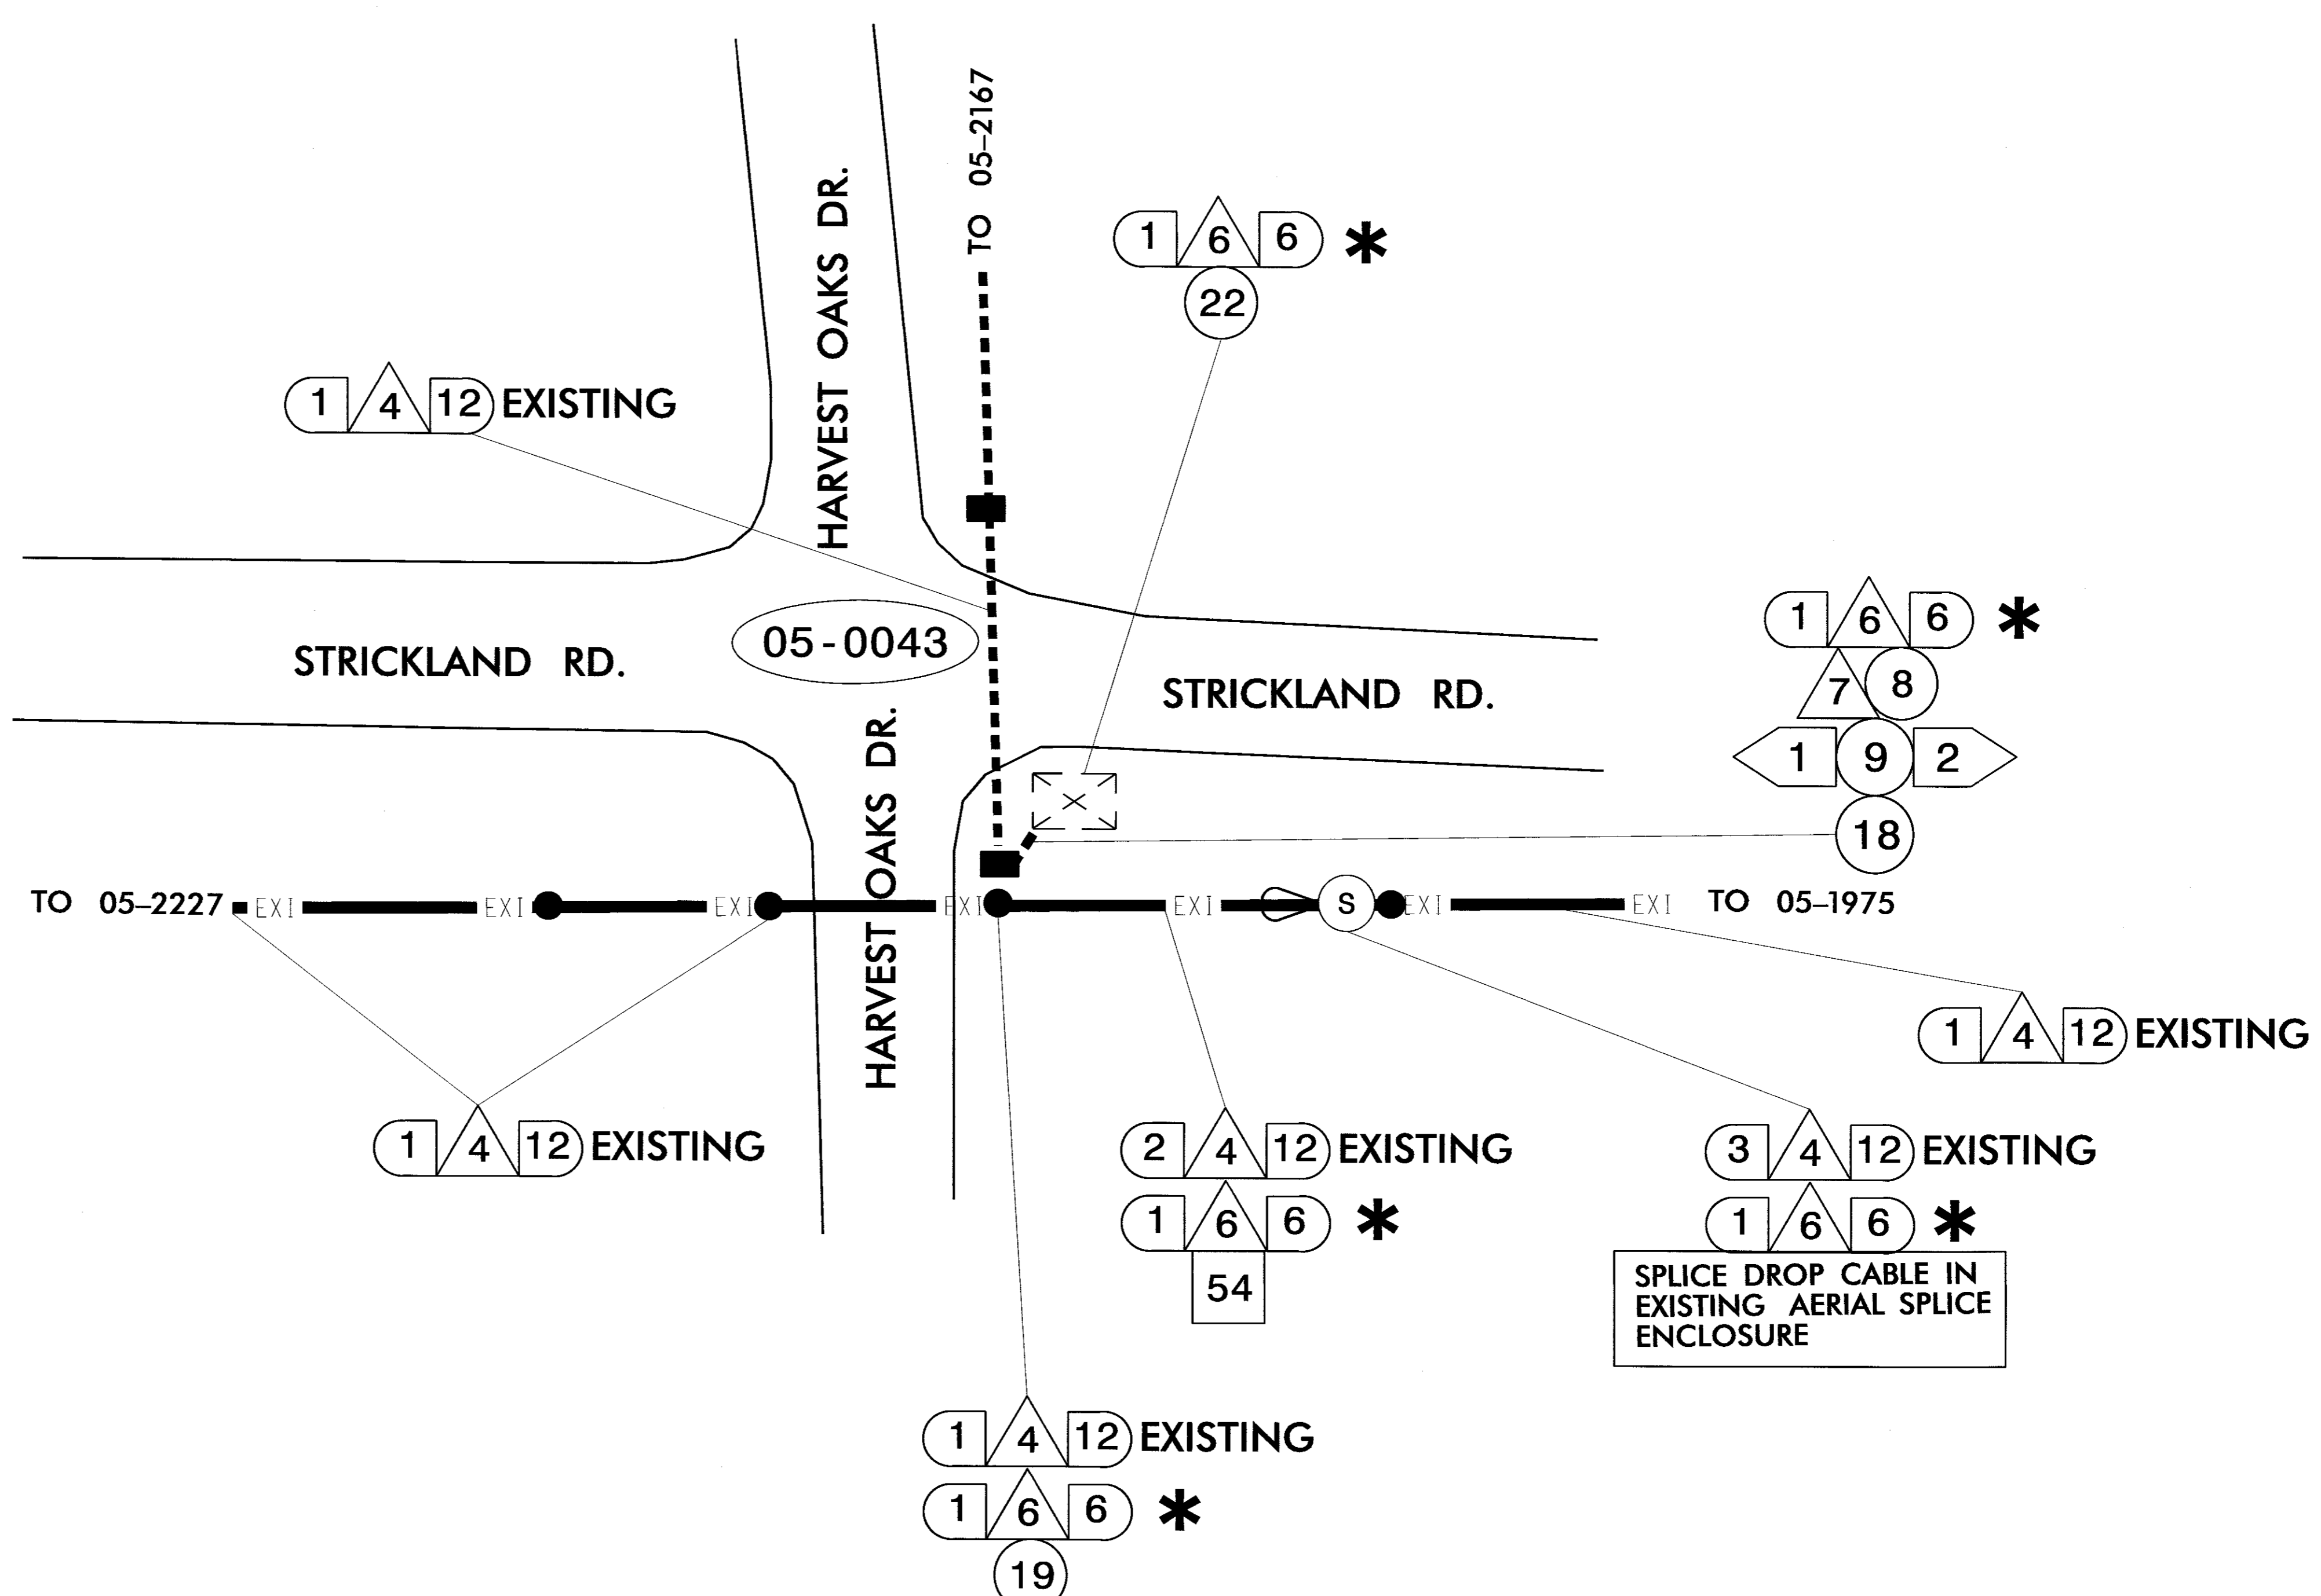 TO 05–2167
HARVEST OAKS DR.
1 6 6 *
22
1 4 12 EXISTING
05-0043
STRICKLAND RD.
STRICKLAND RD.
1 6 6 *
7 8
1 9 2
18
HARVEST OAKS DR.
TO 05–2227 EXI EXI EXI EXI EXI S EXI EXI TO 05–1975
1 4 12 EXISTING
1 4 12 EXISTING
2 4 12 EXISTING
1 6 6 *
54
3 4 12 EXISTING
1 6 6 *
SPLICE DROP CABLE IN
EXISTING AERIAL SPLICE
ENCLOSURE
1 4 12 EXISTING
1 6 6 *
19